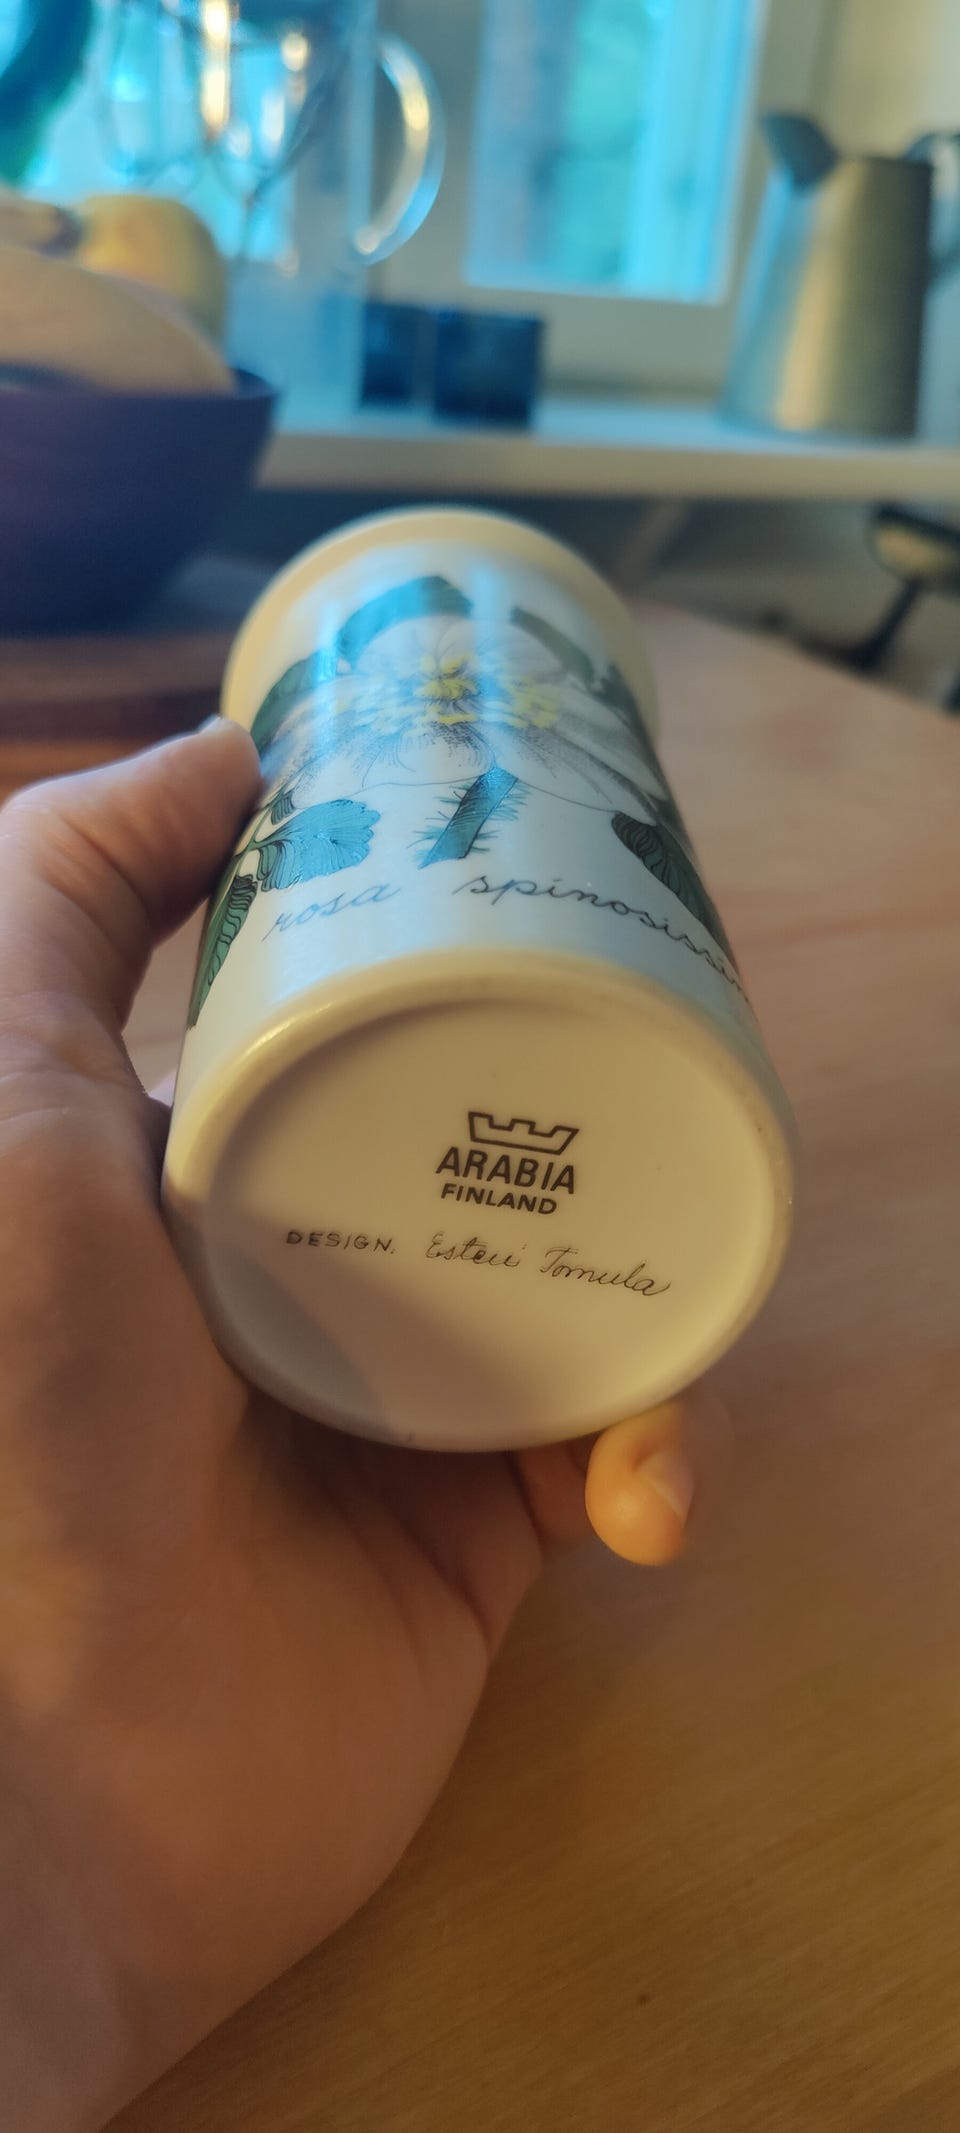 rosa spinosissim
ARABIA
FINLAND
DESIGN. Esteri Tomula